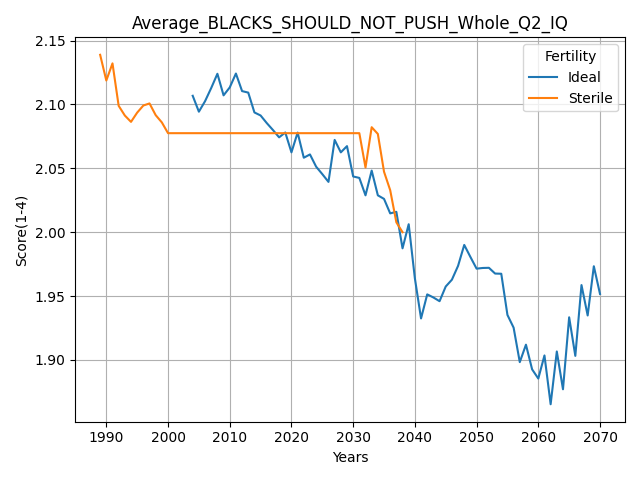 Average_BLACKS_SHOULD_NOT_PUSH_Whole_Q2_IQ
2.15
2.10
2.05
2.00
1.95
1.90
Score(1-4)
Fertility
Ideal
Sterile
1990 2000 2010 2020 2030 2040 2050 2060 2070
Years